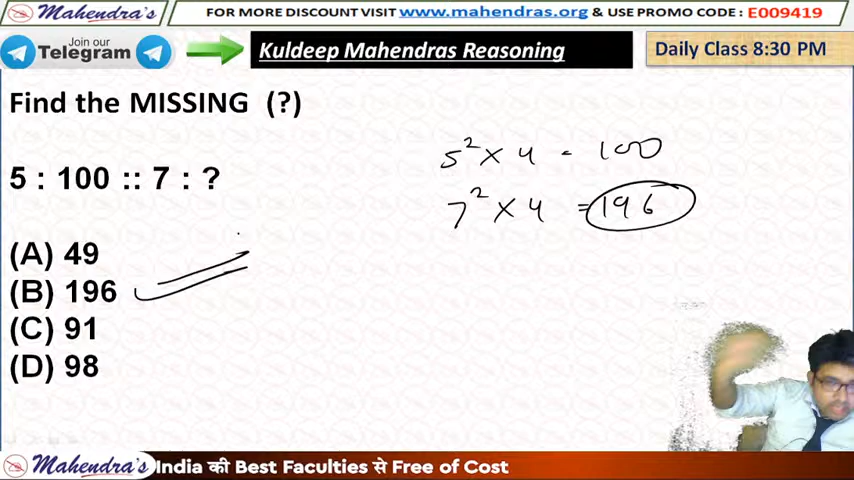 Mahendra's
FOR MORE DISCOUNT VISIT www.mahendras.org & USE PROMO CODE : E009419
Join our
Telegram
Kuldeep Mahendras Reasoning
Daily Class 8:30 PM
Find the MISSING (?)
5 : 100 :: 7 : ?
5² × 4 = 100
7² × 4 = 196
(A) 49
(B) 196
(C) 91
(D) 98
Mahendra's India की Best Faculties से Free of Cost